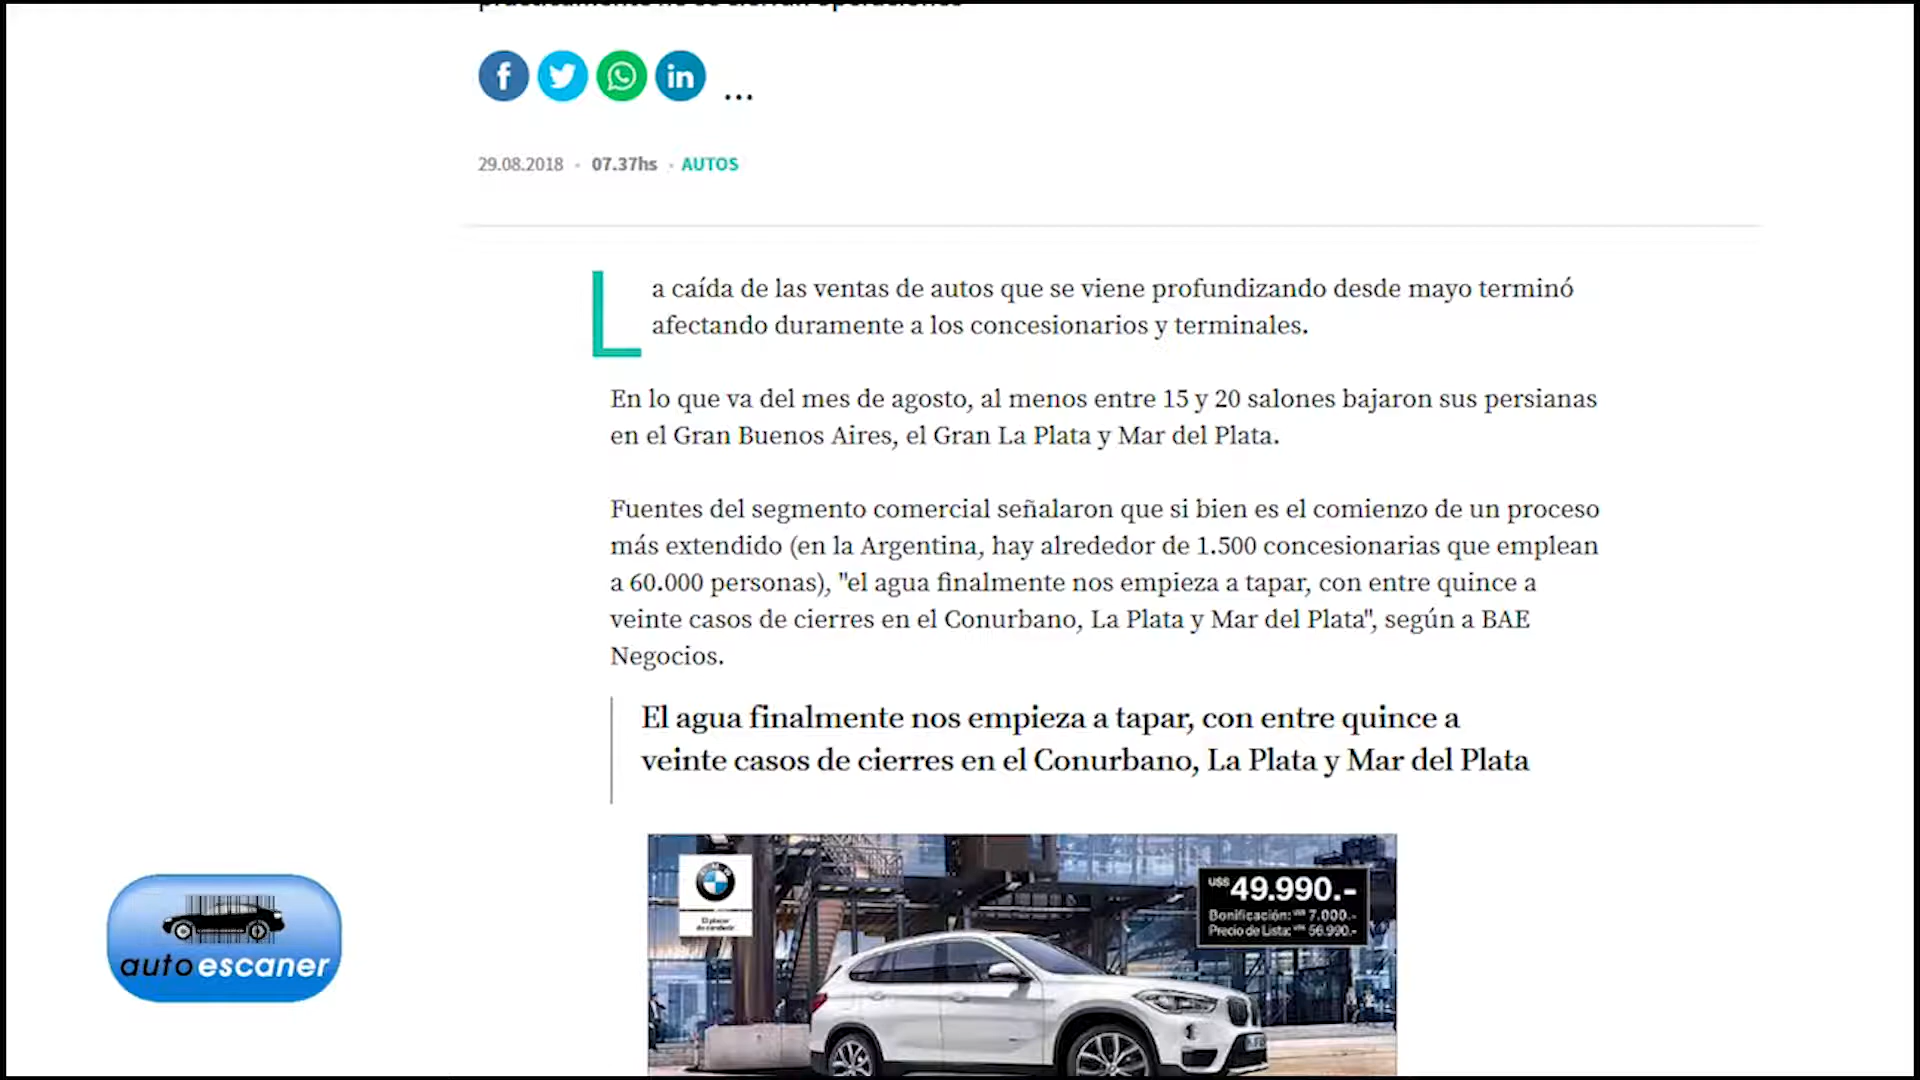 prácticamente no se cierran operaciones
...
29.08.2018 · 07.37hs · AUTOS
La caída de las ventas de autos que se viene profundizando desde mayo terminó
afectando duramente a los concesionarios y terminales.
En lo que va del mes de agosto, al menos entre 15 y 20 salones bajaron sus persianas
en el Gran Buenos Aires, el Gran La Plata y Mar del Plata.
Fuentes del segmento comercial señalaron que si bien es el comienzo de un proceso
más extendido (en la Argentina, hay alrededor de 1.500 concesionarias que emplean
a 60.000 personas), "el agua finalmente nos empieza a tapar, con entre quince a
veinte casos de cierres en el Conurbano, La Plata y Mar del Plata", según a BAE
Negocios.
El agua finalmente nos empieza a tapar, con entre quince a
veinte casos de cierres en el Conurbano, La Plata y Mar del Plata
BMW
El placer
de conducir
U$S 49.990.-
Bonificación: U$S 7.000.-
Precio de Lista: U$S 56.990.-
auto escaner